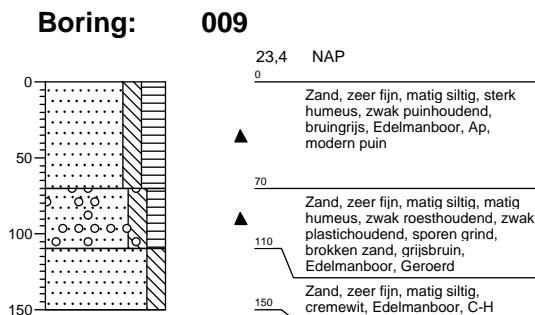 Boring: 009
23,4 NAP
0
0
Zand, zeer fijn, matig siltig, sterk
humeus, zwak puinhoudend,
bruingrijs, Edelmanboor, Ap,
modern puin
50
70
Zand, zeer fijn, matig siltig, matig
humeus, zwak roesthoudend, zwak
plastichoudend, sporen grind,
brokken zand, grijsbruin,
Edelmanboor, Geroerd
100
110
Zand, zeer fijn, matig siltig,
cremewit, Edelmanboor, C-H
150
150